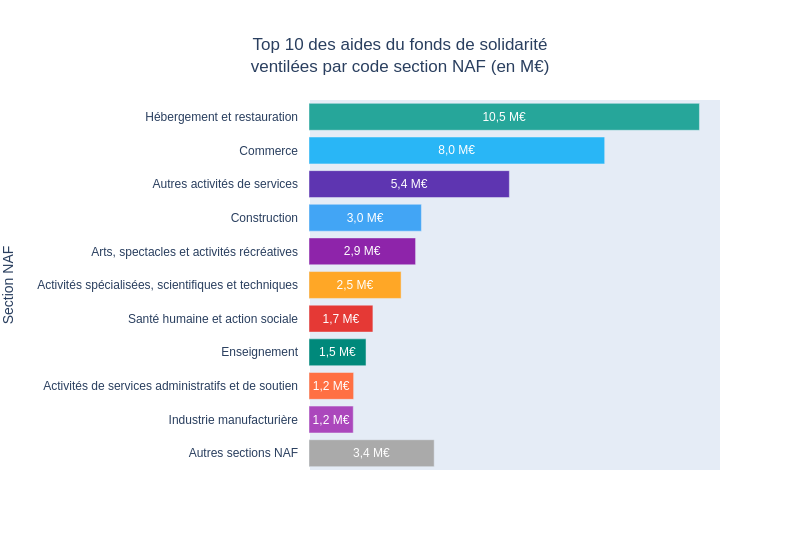 Top 10 des aides du fonds de solidarité
ventilées par code section NAF (en M€)
Section NAF
Hébergement et restauration 10,5 M€
Commerce 8,0 M€
Autres activités de services 5,4 M€
Construction 3,0 M€
Arts, spectacles et activités récréatives 2,9 M€
Activités spécialisées, scientifiques et techniques 2,5 M€
Santé humaine et action sociale 1,7 M€
Enseignement 1,5 M€
Activités de services administratifs et de soutien 1,2 M€
Industrie manufacturière 1,2 M€
Autres sections NAF 3,4 M€